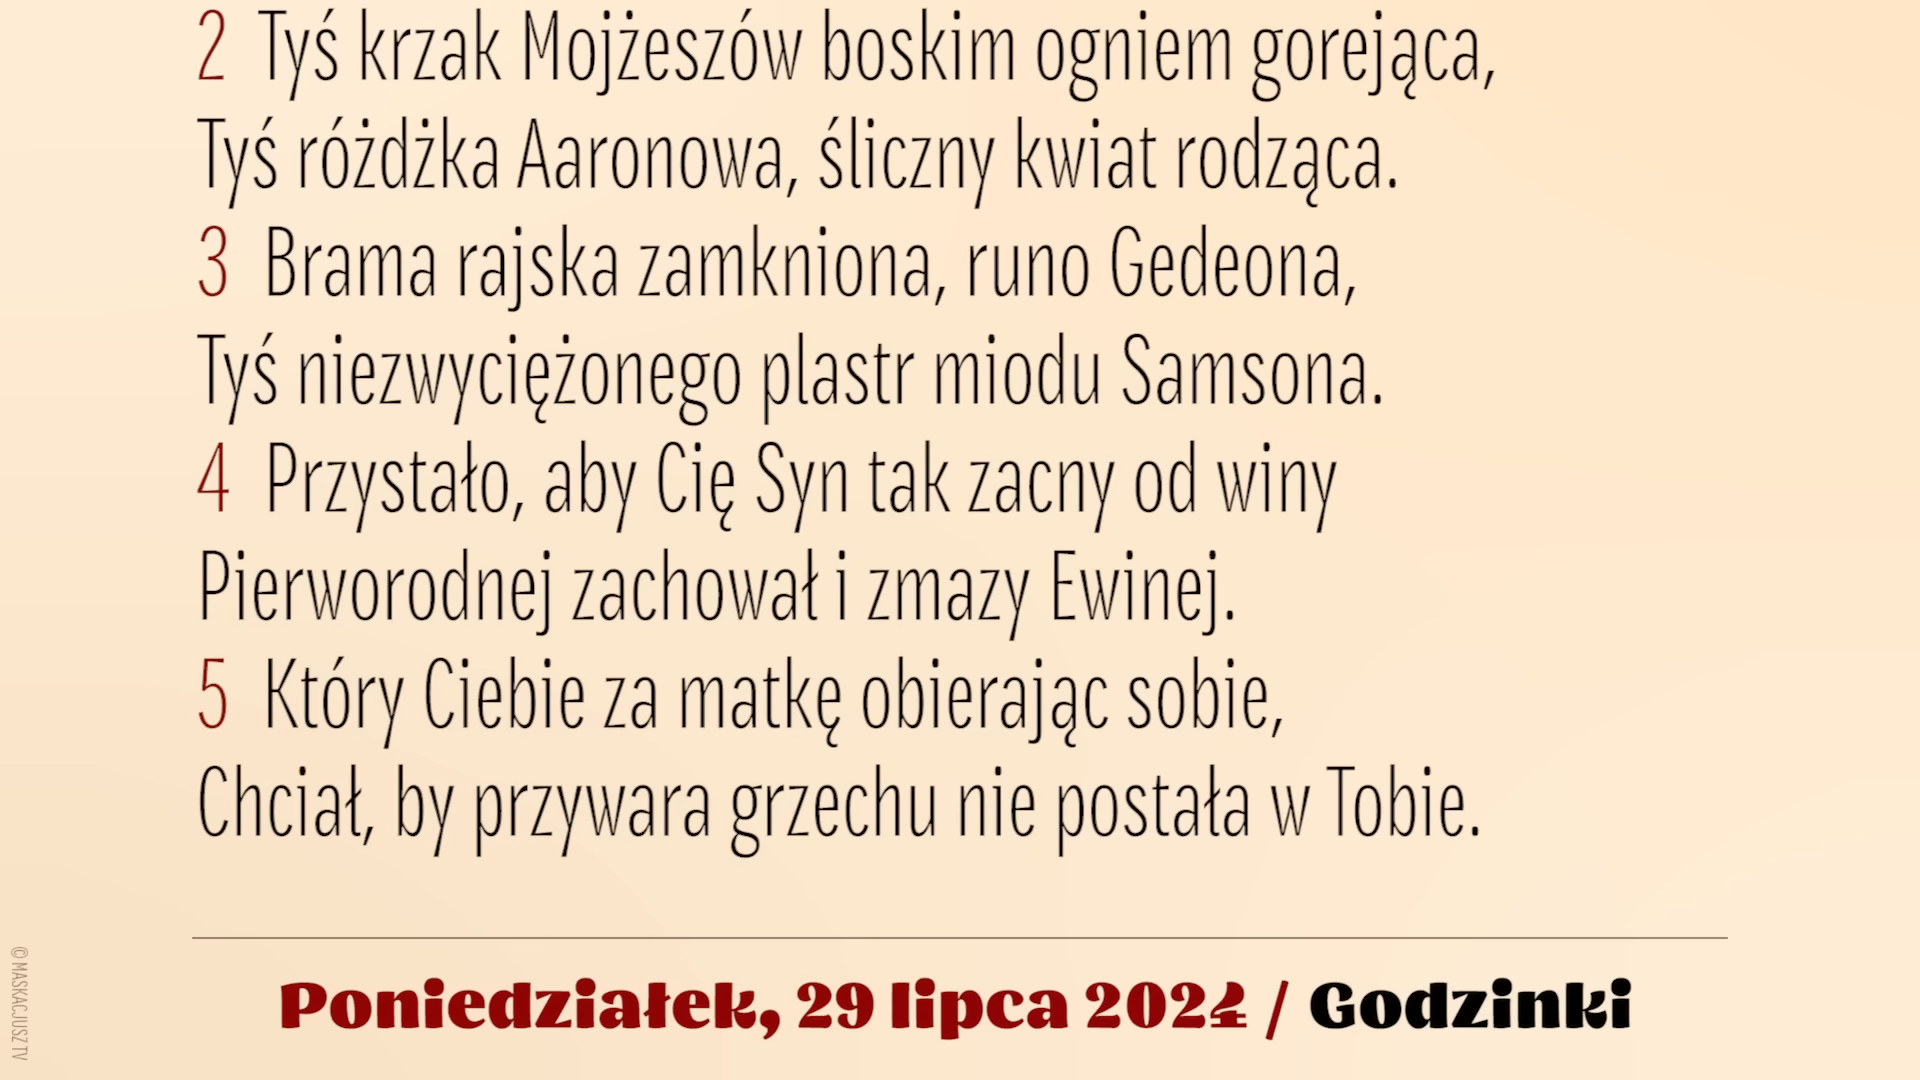 2 Tyś krzak Mojżeszów boskim ogniem gorejąca,
Tyś różdżka Aaronowa, śliczny kwiat rodząca.
3 Brama rajska zamkniona, runo Gedeona,
Tyś niezwyciężonego plastr miodu Samsona.
4 Przystało, aby Cię Syn tak zacny od winy
Pierworodnej zachował i zmazy Ewinej.
5 Który Ciebie za matkę obierając sobie,
Chciał, by przywara grzechu nie postała w Tobie.
Poniedziałek, 29 lipca 2024 / Godzinki
© MASKACJUSZ TV